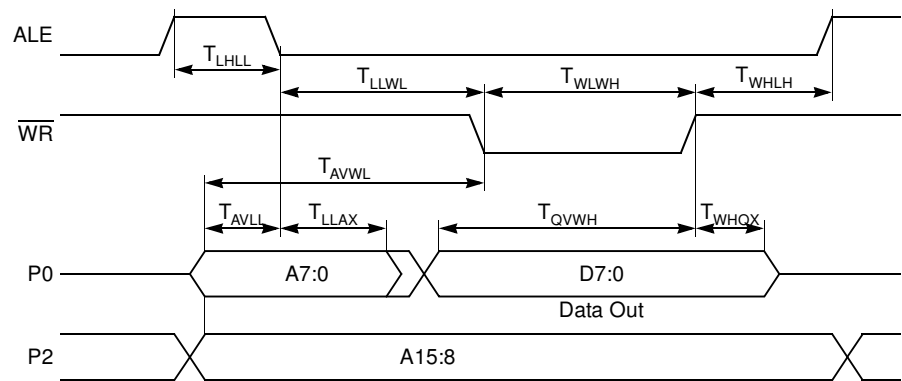 ALE
T_LHLL
T_LLWL T_WLWH T_WHLH
WR
T_AVWL
T_AVLL T_LLAX T_QVWH T_WHQX
P0 A7:0 D7:0
Data Out
P2 A15:8